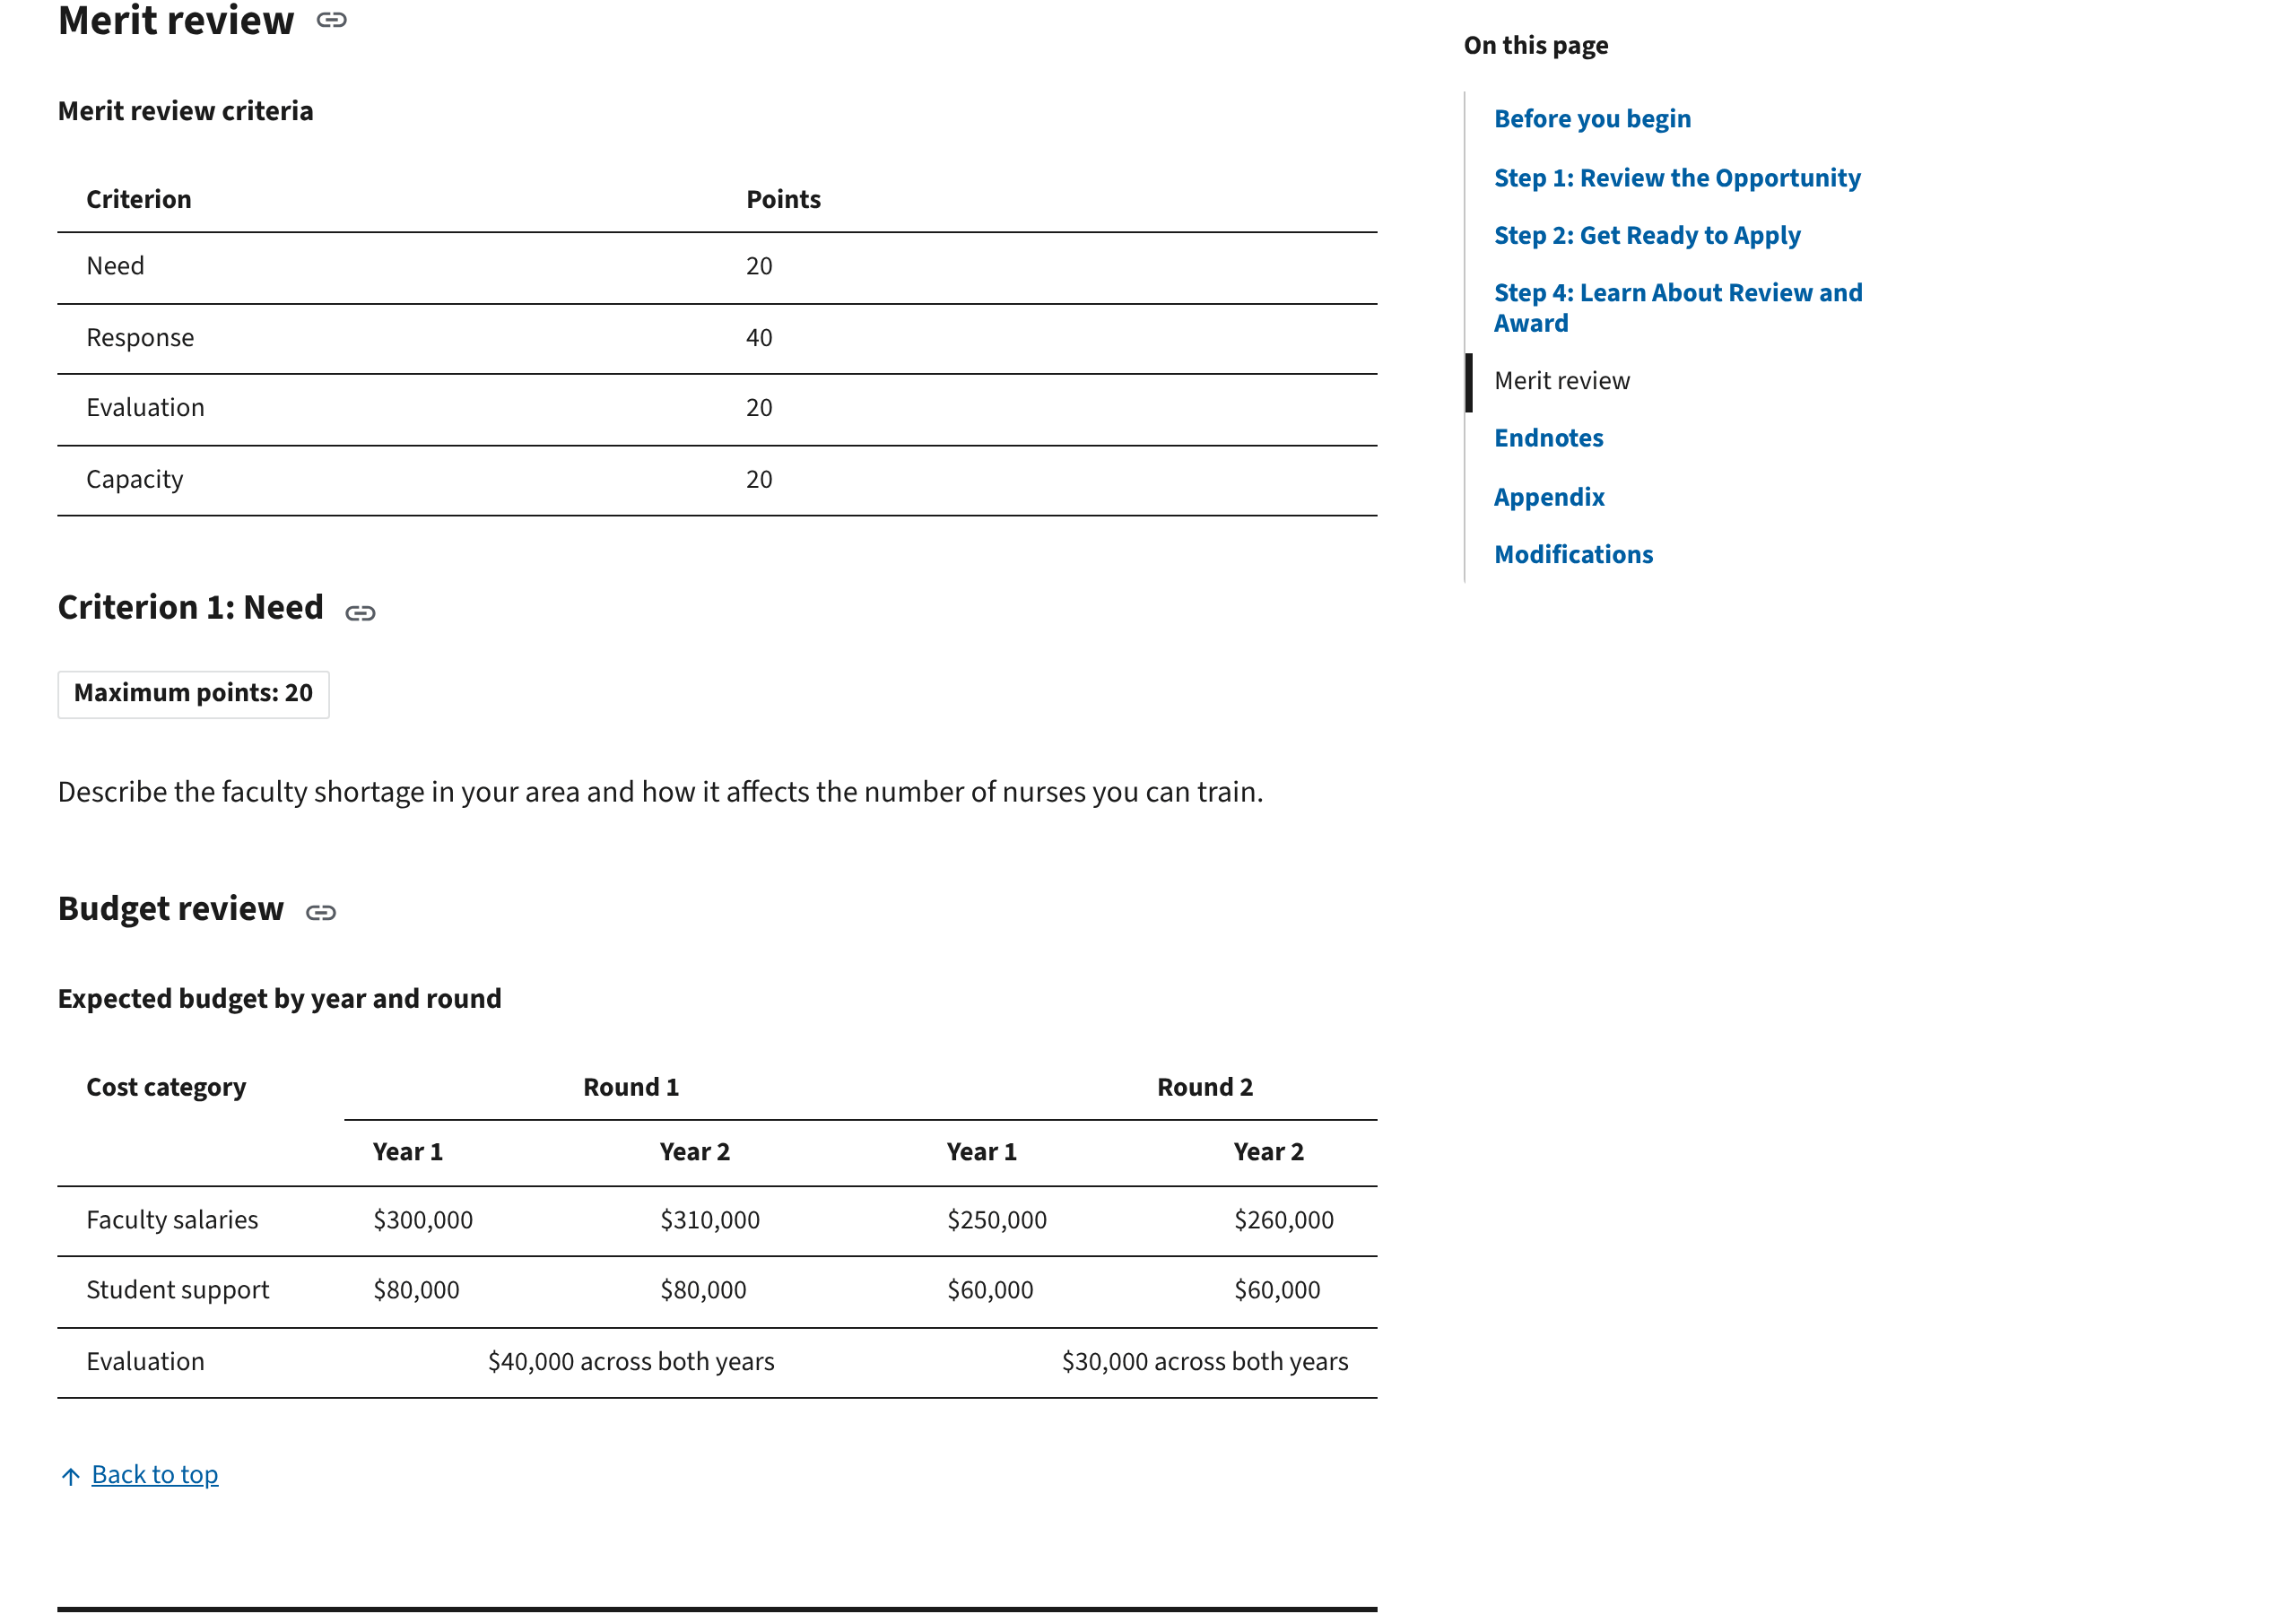 Merit review
Merit review criteria
Criterion Points
Need 20
Response 40
Evaluation 20
Capacity 20
Criterion 1: Need
Maximum points: 20
Describe the faculty shortage in your area and how it affects the number of nurses you can train.
Budget review
Expected budget by year and round
Cost category Round 1 Round 2
Year 1 Year 2 Year 1 Year 2
Faculty salaries $300,000 $310,000 $250,000 $260,000
Student support $80,000 $80,000 $60,000 $60,000
Evaluation $40,000 across both years $30,000 across both years
Back to top
On this page
Before you begin
Step 1: Review the Opportunity
Step 2: Get Ready to Apply
Step 4: Learn About Review and
Award
Merit review
Endnotes
Appendix
Modifications